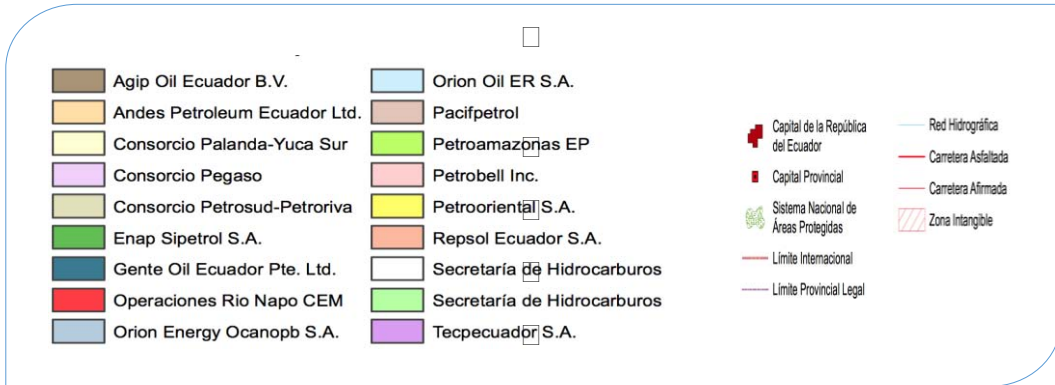 Agip Oil Ecuador B.V.
Andes Petroleum Ecuador Ltd.
Consorcio Palanda-Yuca Sur
Consorcio Pegaso
Consorcio Petrosud-Petroriva
Enap Sipetrol S.A.
Gente Oil Ecuador Pte. Ltd.
Operaciones Rio Napo CEM
Orion Energy Ocanopb S.A.
Orion Oil ER S.A.
Pacifpetrol
Petroamazonas EP
Petrobell Inc.
Petrooriental S.A.
Repsol Ecuador S.A.
Secretaría de Hidrocarburos
Secretaría de Hidrocarburos
Tecpecuador S.A.
Capital de la República
del Ecuador
Capital Provincial
Sistema Nacional de
Áreas Protegidas
Límite Internacional
Límite Provincial Legal
Red Hidrográfica
Carretera Asfaltada
Carretera Afirmada
Zona Intangible